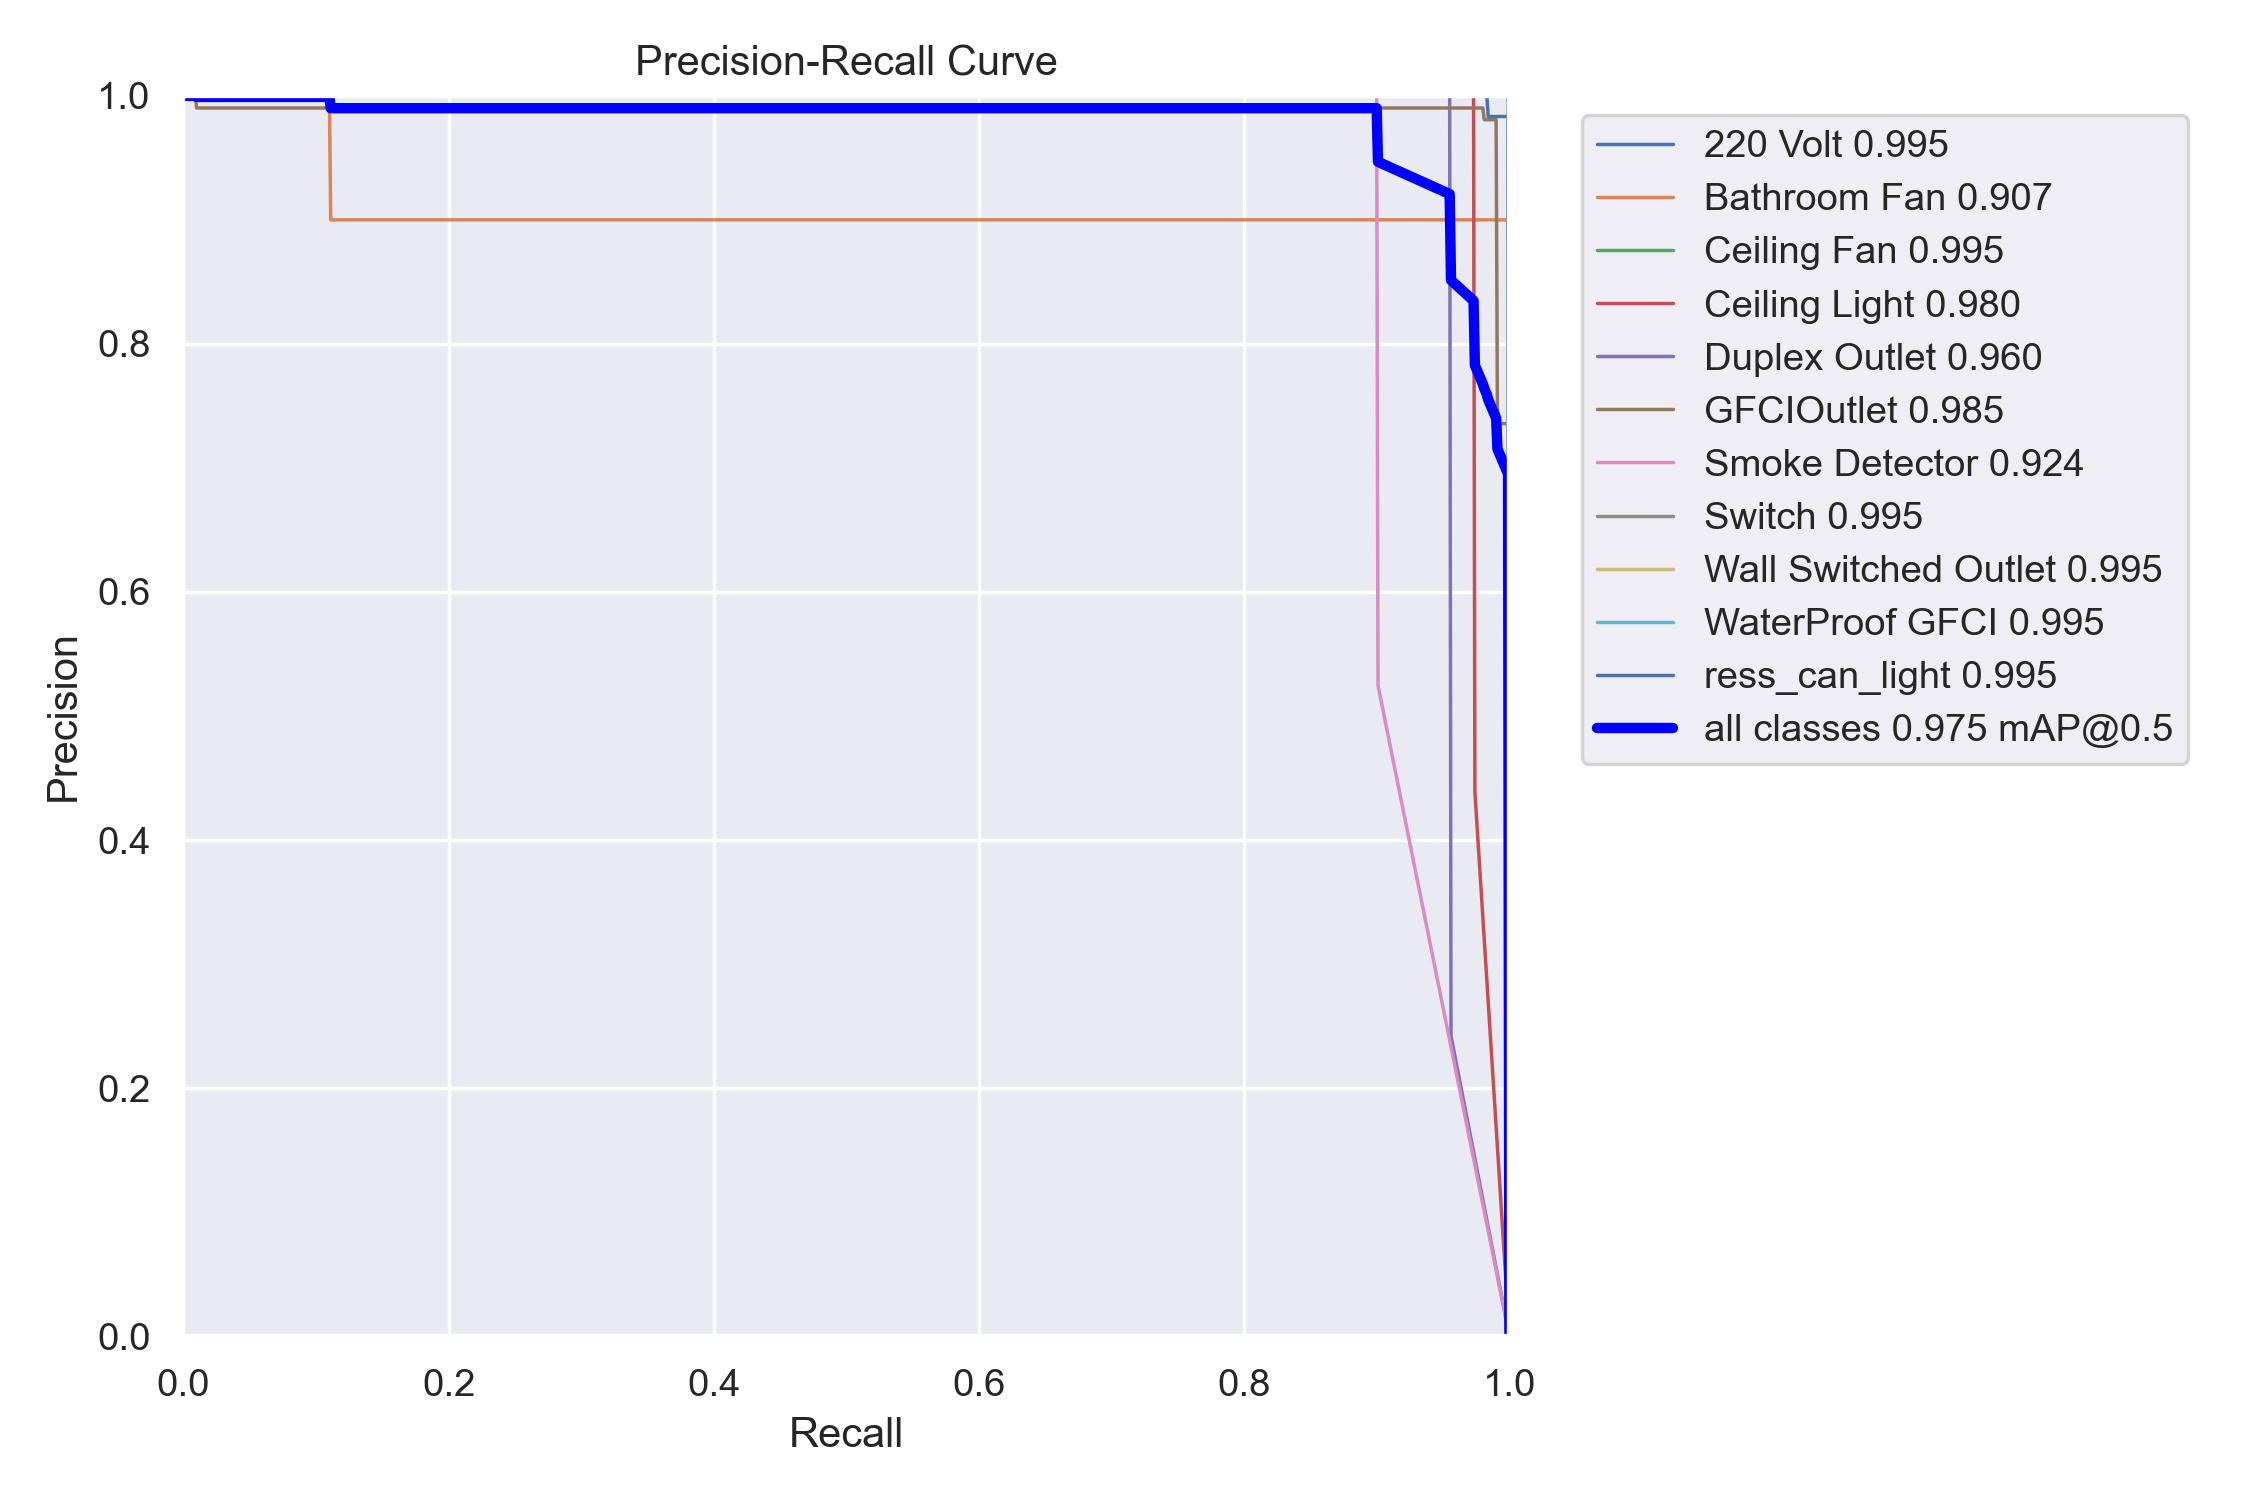 Precision-Recall Curve
1.0
0.8
0.6
0.4
0.2
0.0
Precision
0.0 0.2 0.4 0.6 0.8 1.0
Recall
220 Volt 0.995
Bathroom Fan 0.907
Ceiling Fan 0.995
Ceiling Light 0.980
Duplex Outlet 0.960
GFCIOutlet 0.985
Smoke Detector 0.924
Switch 0.995
Wall Switched Outlet 0.995
WaterProof GFCI 0.995
ress_can_light 0.995
all classes 0.975 mAP@0.5